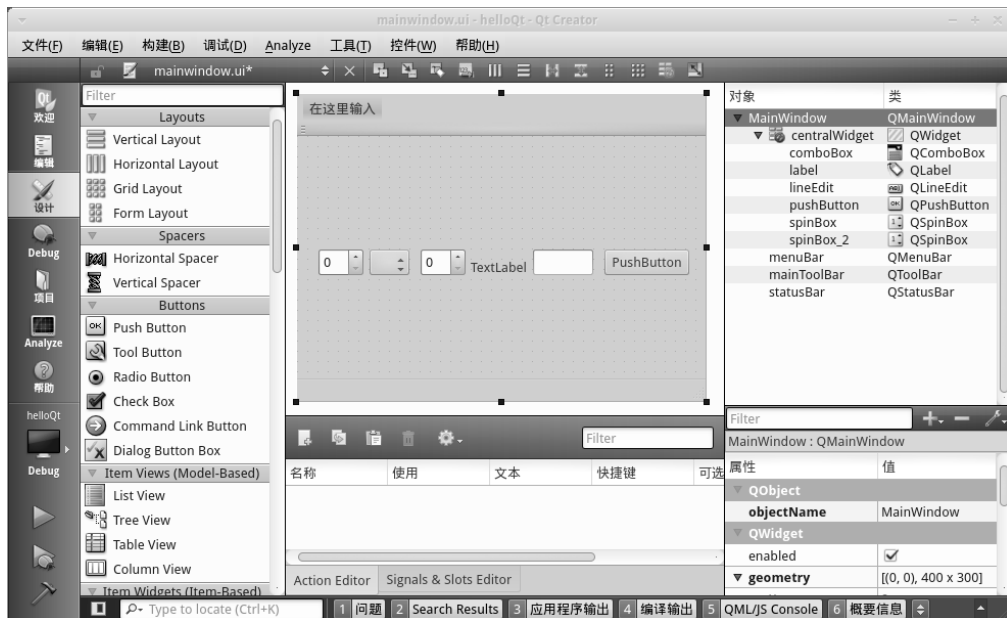 mainwindow.ui - helloQt - Qt Creator
文件(F) 编辑(E) 构建(B) 调试(D) Analyze 工具(T) 控件(W) 帮助(H)
mainwindow.ui*
欢迎
编辑
设计
Debug
项目
Analyze
帮助
helloQt
Debug
Filter
Layouts
Vertical Layout
Horizontal Layout
Grid Layout
Form Layout
Spacers
Horizontal Spacer
Vertical Spacer
Buttons
OK Push Button
Tool Button
Radio Button
Check Box
Command Link Button
Dialog Button Box
Item Views (Model-Based)
List View
Tree View
Table View
Column View
Item Widgets (Item-Based)
在这里输入
0 0 TextLabel PushButton
Filter
名称 使用 文本 快捷键 可选
Action Editor Signals & Slots Editor
对象 类
MainWindow QMainWindow
centralWidget QWidget
comboBox QComboBox
label QLabel
lineEdit QLineEdit
pushButton QPushButton
spinBox QSpinBox
spinBox_2 QSpinBox
menuBar QMenuBar
mainToolBar QToolBar
statusBar QStatusBar
Filter
MainWindow : QMainWindow
属性 值
QObject
objectName MainWindow
QWidget
enabled
geometry [(0, 0), 400 x 300]
Type to locate (Ctrl+K) 1 问题 2 Search Results 3 应用程序输出 4 编译输出 5 QML/JS Console 6 概要信息